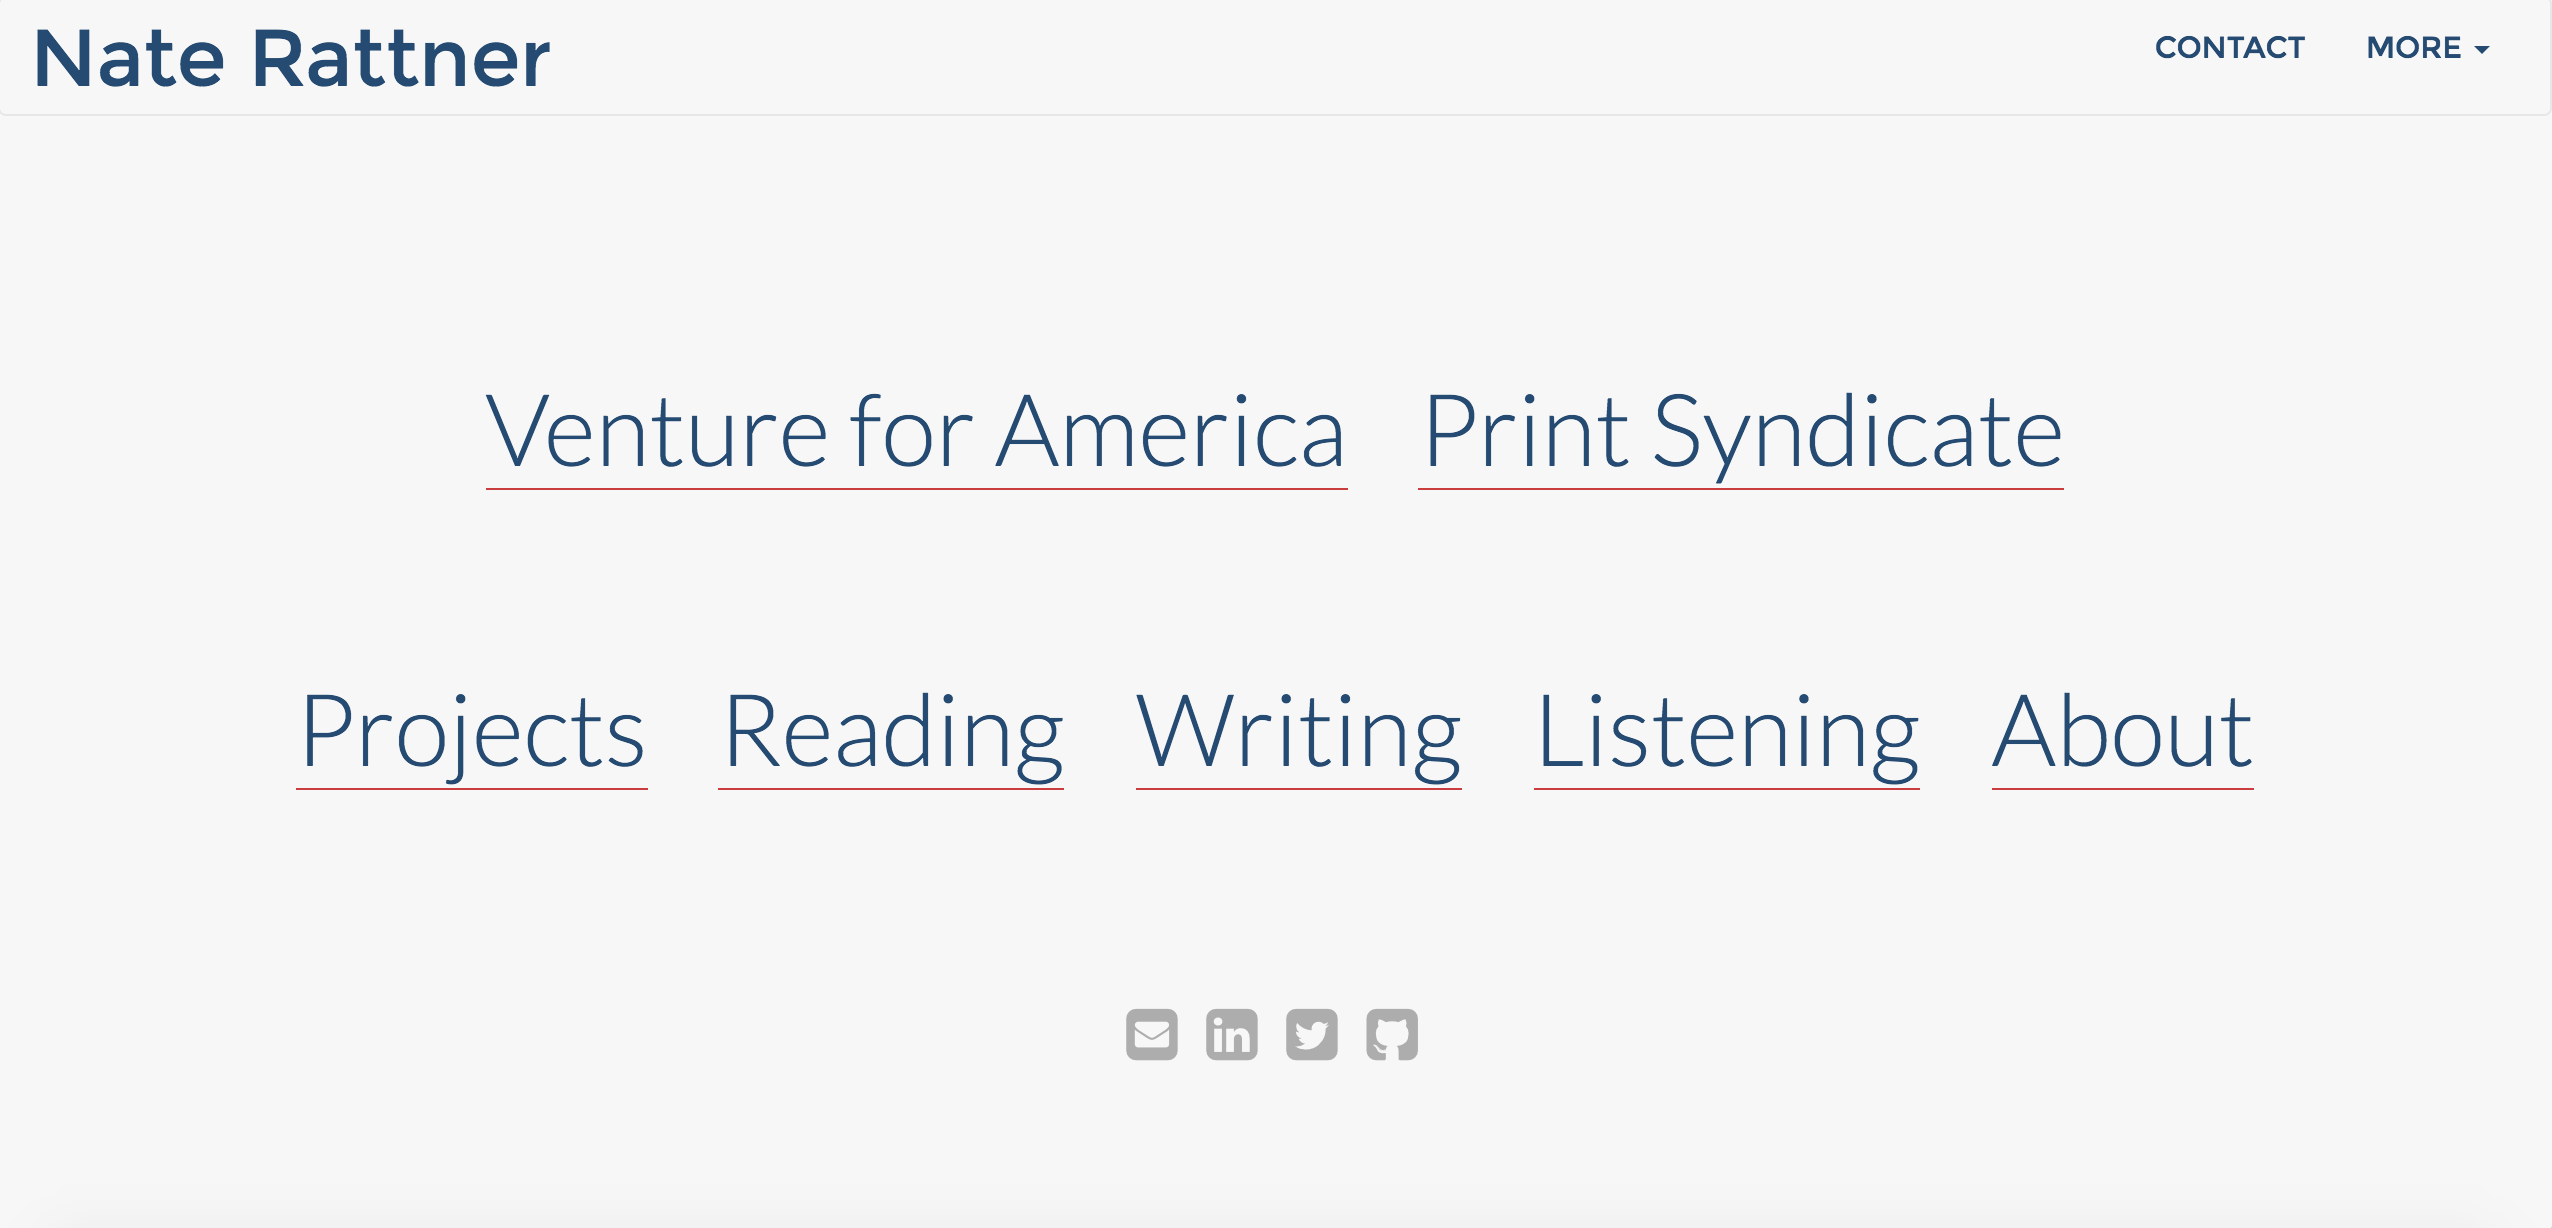 Nate Rattner
CONTACT MORE
Venture for America Print Syndicate
Projects Reading Writing Listening About
in